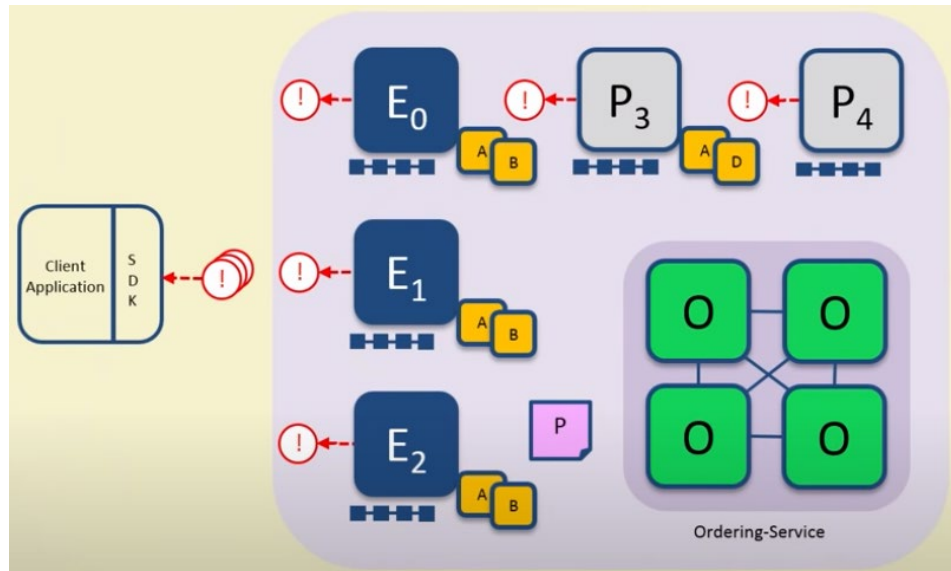 !
E0
A
B
!
P3
A
D
!
P4
Client
Application
S
D
K
!
!
E1
A
B
!
E2
A
B
P
O
O
O
O
Ordering-Service